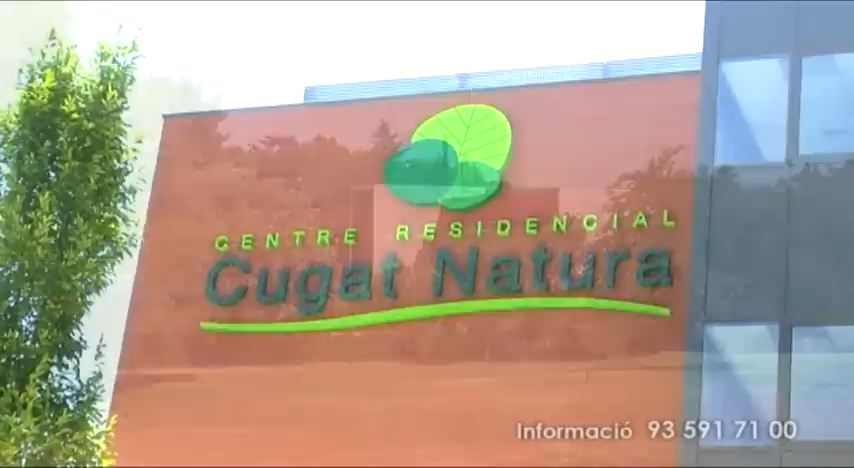 CENTRE RESIDENCIAL
Cugat Natura
Informació 93 591 71 00